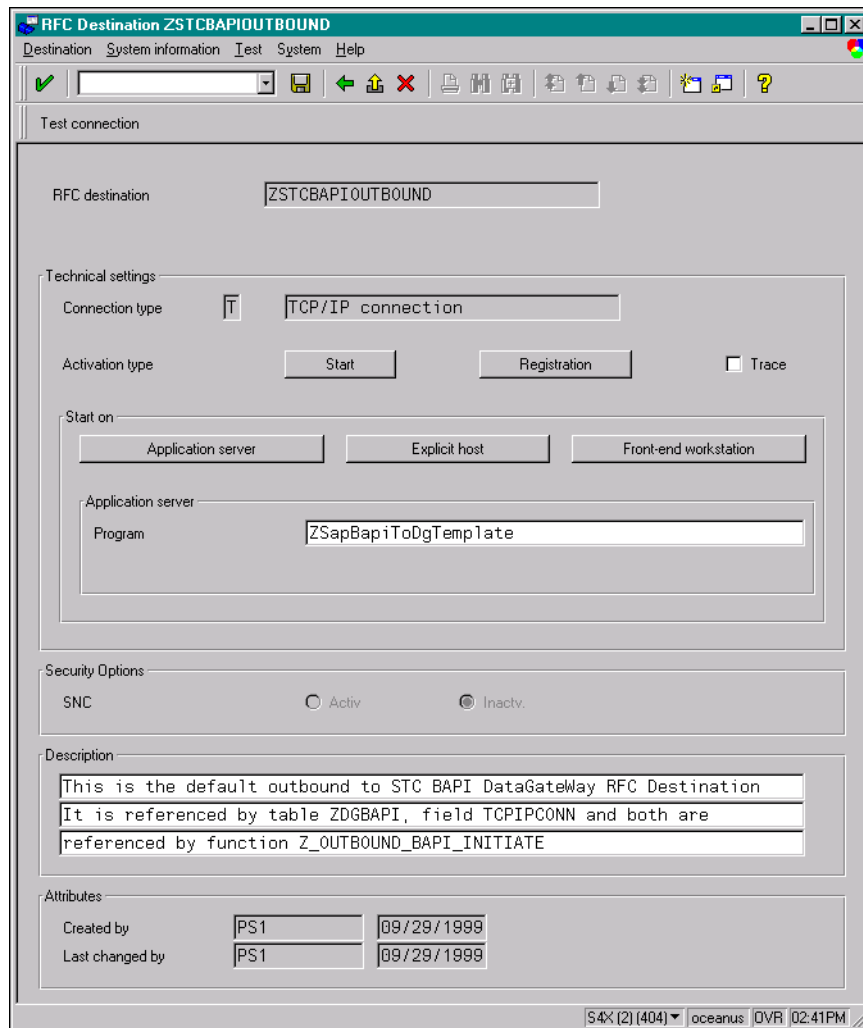 RFC Destination ZSTCBAPIOUTBOUND
Destination System information Test System Help
Test connection
RFC destination ZSTCBAPIOUTBOUND
Technical settings
Connection type T TCP/IP connection
Activation type Start Registration Trace
Start on
Application server Explicit host Front-end workstation
Application server
Program ZSapBapiToDgTemplate
Security Options
SNC Activ Inactv.
Description
This is the default outbound to STC BAPI DataGateWay RFC Destination
It is referenced by table ZDGBAPI, field TCPIPCONN and both are
referenced by function Z_OUTBOUND_BAPI_INITIATE
Attributes
Created by PS1 09/29/1999
Last changed by PS1 09/29/1999
S4X (2) (404) oceanus OVR 02:41PM